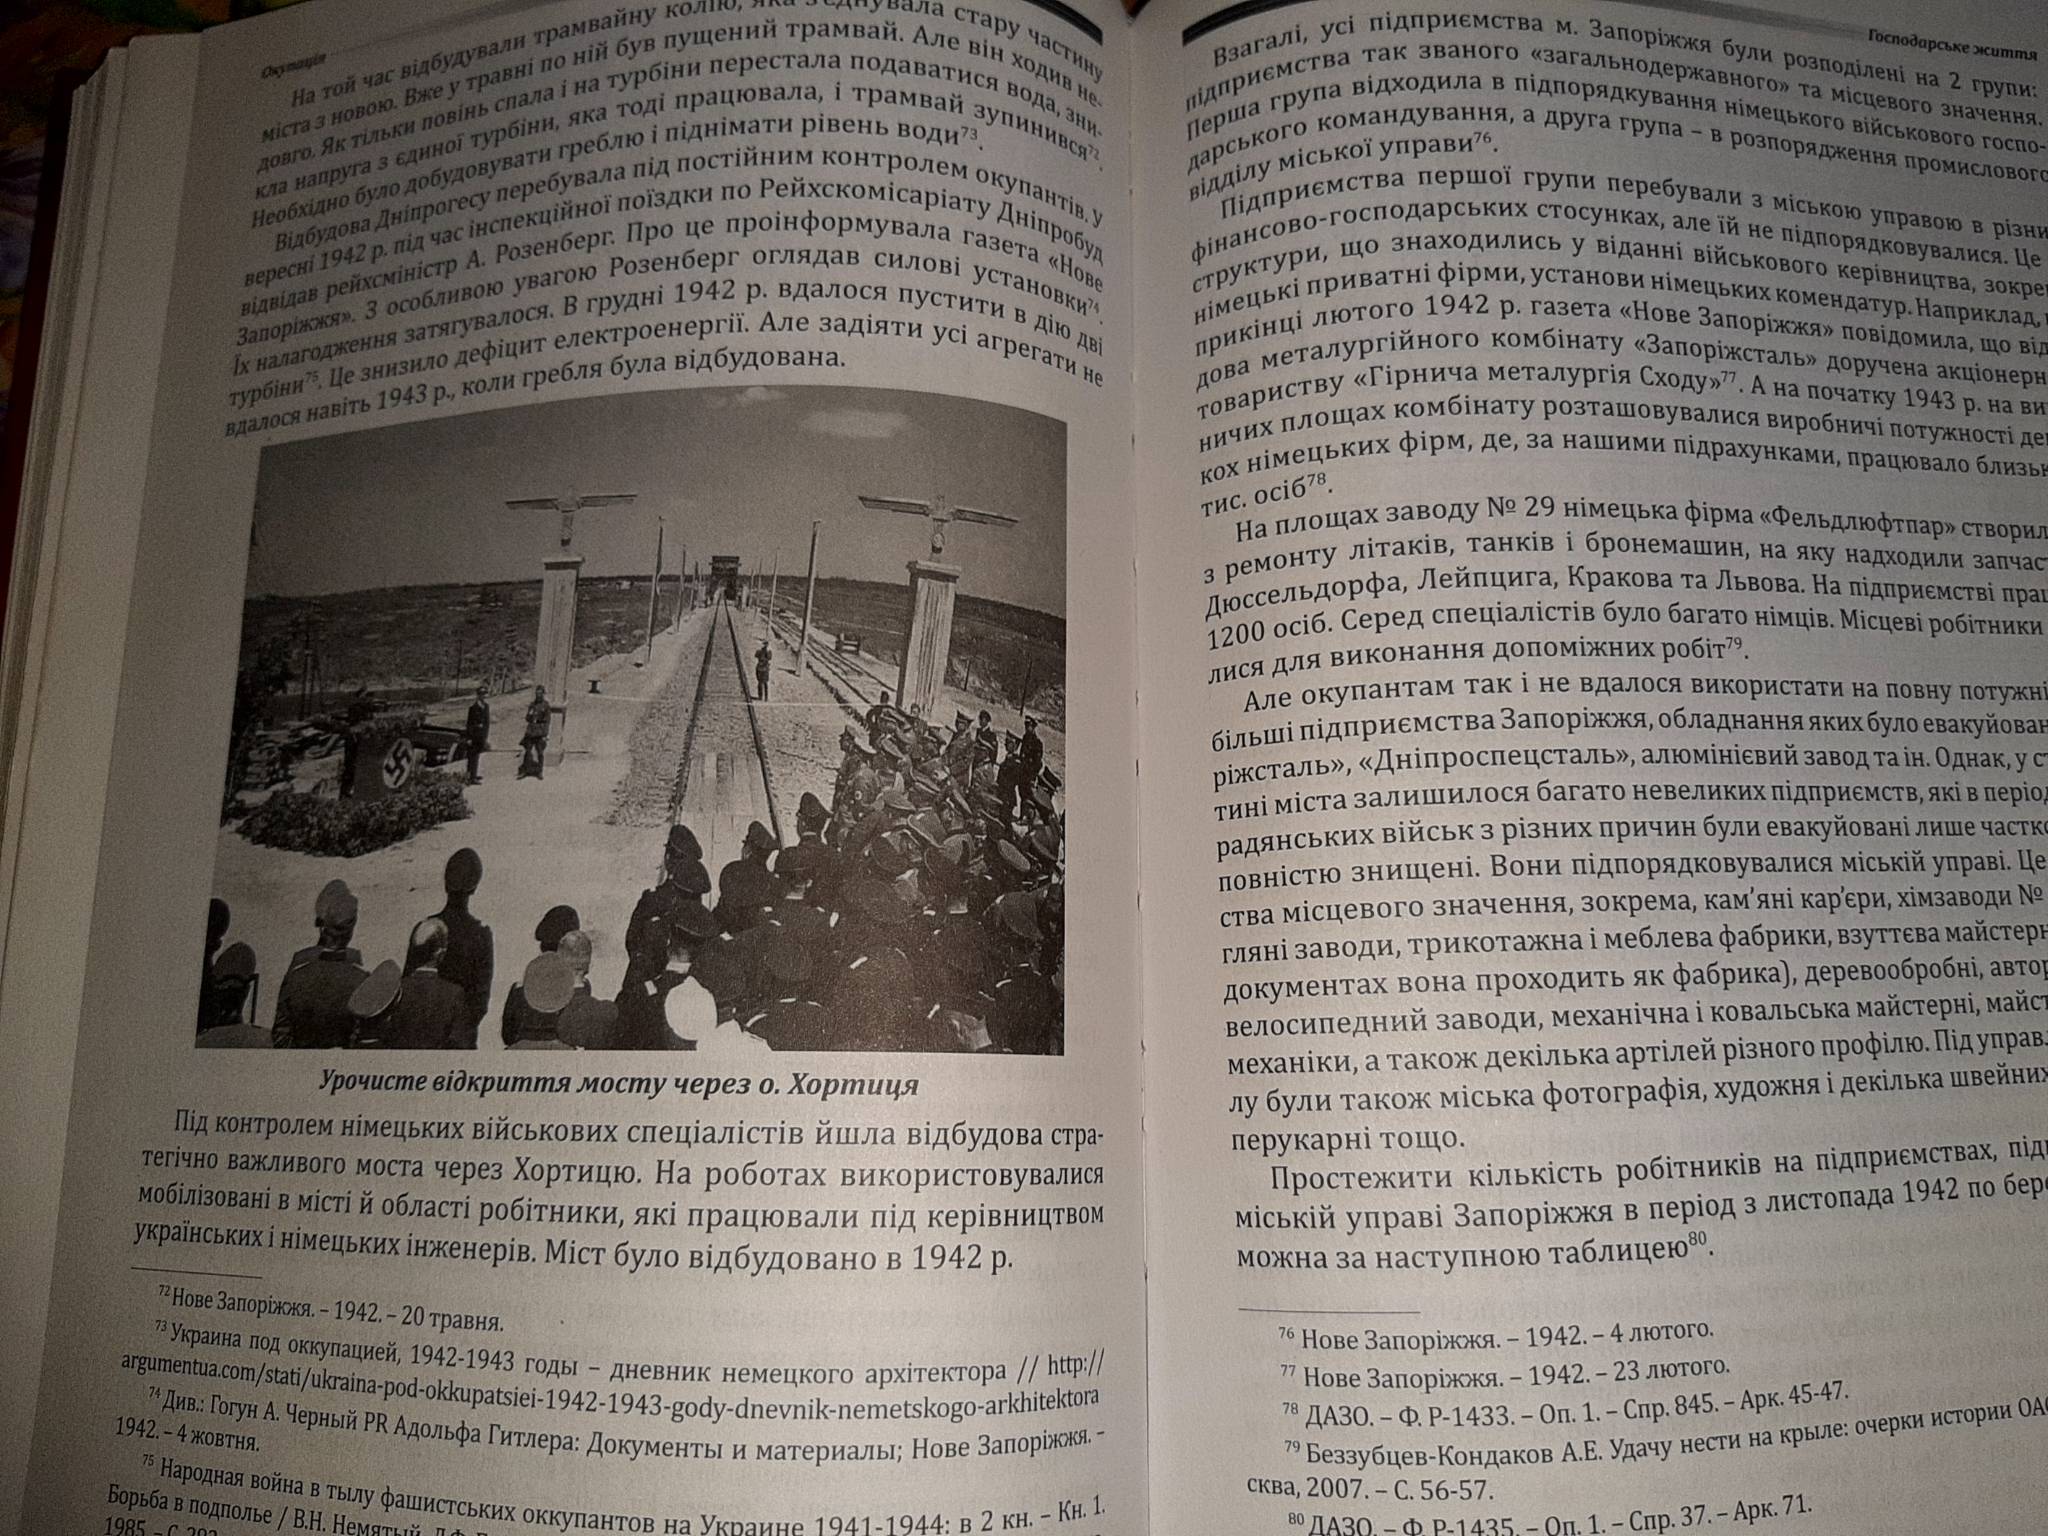 Окупація
На той час відбудували трамвайну колію, яка з'єднувала стару частину
міста з новою. Вже у травні по ній був пущений трамвай. Але він ходив не-
довго. Як тільки повінь спала і на турбіни перестала подаватися вода, зни-
кла напруга з єдиної турбіни, яка тоді працювала, і трамвай зупинився72.
Необхідно було добудовувати греблю і піднімати рівень води73.
Відбудова Дніпрогесу перебувала під постійним контролем окупантів. У
вересні 1942 р. під час інспекційної поїздки по Рейхскомісаріату Дніпробуд
відвідав рейхсміністр А. Розенберг. Про це проінформувала газета «Нове
Запоріжжя». З особливою увагою Розенберг оглядав силові установки74.
Їх налагодження затягувалося. В грудні 1942 р. вдалося пустити в дію дві
турбіни75. Це знизило дефіцит електроенергії. Але задіяти усі агрегати не
вдалося навіть 1943 р., коли гребля була відбудована.
Урочисте відкриття мосту через о. Хортиця
Під контролем німецьких військових спеціалістів йшла відбудова стра-
тегічно важливого моста через Хортицю. На роботах використовувалися
мобілізовані в місті й області робітники, які працювали під керівництвом
українських і німецьких інженерів. Міст було відбудовано в 1942 р.
72 Нове Запоріжжя. – 1942. – 20 травня.
73 Украина под оккупацией, 1942-1943 годы – дневник немецкого архітектора // http://
argumentua.com/stati/ukraina-pod-okkupatsiei-1942-1943-gody-dnevnik-nemetskogo-arkhitektora
74 Див.: Гогун А. Черный PR Адольфа Гитлера: Документы и материалы; Нове Запоріжжя. –
1942. – 4 жовтня.
75 Народная война в тылу фашистських оккупантов на Украине 1941-1944: в 2 кн. – Кн. 1.
Борьба в подполье / В.Н. Немятый,
1985. – С.
Господарське життя
Взагалі, усі підприємства м. Запоріжжя були розподілені на 2 групи:
підприємства так званого «загальнодержавного» та місцевого значення.
Перша група відходила в підпорядкування німецького військового госпо-
дарського командування, а друга група – в розпорядження промислового
відділу міської управи76.
Підприємства першої групи перебували з міською управою в різни
фінансово-господарських стосунках, але їй не підпорядковувалися. Це
структури, що знаходились у віданні військового керівництва, зокре
німецькі приватні фірми, установи німецьких комендатур. Наприклад,
прикінці лютого 1942 р. газета «Нове Запоріжжя» повідомила, що від
дова металургійного комбінату «Запоріжсталь» доручена акціонерн
товариству «Гірнича металургія Сходу»77. А на початку 1943 р. на ви
ничих площах комбінату розташовувалися виробничі потужності де
кох німецьких фірм, де, за нашими підрахунками, працювало близьк
тис. осіб78.
На площах заводу № 29 німецька фірма «Фельдлюфтпар» створил
з ремонту літаків, танків і бронемашин, на яку надходили запчаст
Дюссельдорфа, Лейпцига, Кракова та Львова. На підприємстві прац
1200 осіб. Серед спеціалістів було багато німців. Місцеві робітники
лися для виконання допоміжних робіт79.
Але окупантам так і не вдалося використати на повну потужні
більші підприємства Запоріжжя, обладнання яких було евакуйован
ріжсталь», «Дніпроспецсталь», алюмінієвий завод та ін. Однак, у ст
тині міста залишилося багато невеликих підприємств, які в період
радянських військ з різних причин були евакуйовані лише частко
повністю знищені. Вони підпорядковувалися міській управі. Це
ства місцевого значення, зокрема, кам'яні кар'єри, хімзаводи №
гляні заводи, трикотажна і меблева фабрики, взуттєва майстерн
документах вона проходить як фабрика), деревообробні, автор
велосипедний заводи, механічна і ковальська майстерні, майст
механіки, а також декілька артілей різного профілю. Під управл
лу були також міська фотографія, художня і декілька швейних
перукарні тощо.
Простежити кількість робітників на підприємствах, підп
міській управі Запоріжжя в період з листопада 1942 по бере
можна за наступною таблицею80.
76 Нове Запоріжжя. – 1942. – 4 лютого.
77 Нове Запоріжжя. – 1942. – 23 лютого.
78 ДАЗО. – Ф. Р-1433. – Оп. 1. – Спр. 845. – Арк. 45-47.
79 Беззубцев-Кондаков А.Е. Удачу нести на крыле: очерки истории ОАО
сква, 2007. – С. 56-57.
80 ДАЗО. – Ф. Р-1435. – Оп. 1. – Спр. 37. – Арк. 71.